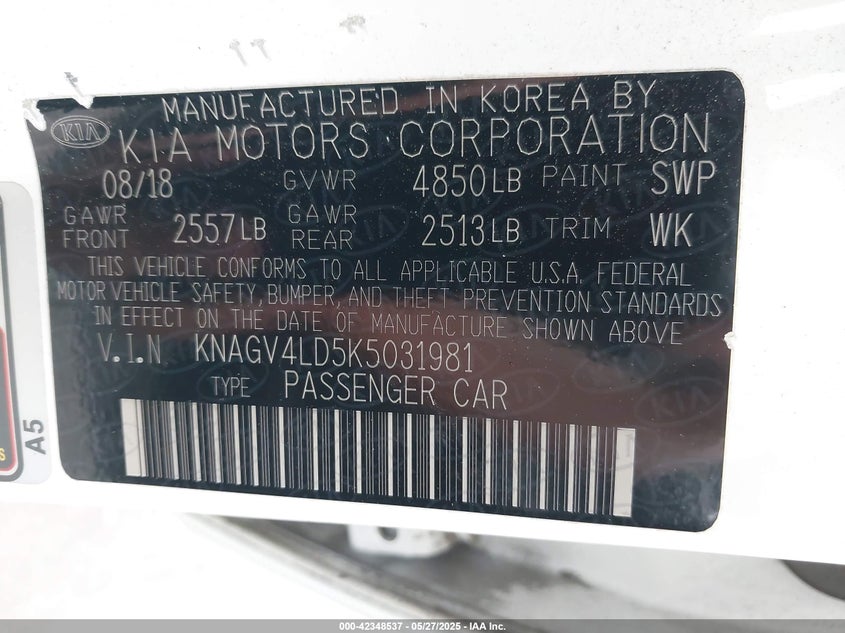 MANUFACTURED IN KOREA BY
KIA
KIA MOTORS CORPORATION
08/18 GVWR 4850LB PAINT SWP
GAWR FRONT 2557LB GAWR REAR 2513LB TRIM WK
THIS VEHICLE CONFORMS TO ALL APPLICABLE U.S.A. FEDERAL
MOTOR VEHICLE SAFETY, BUMPER, AND THEFT PREVENTION STANDARDS
IN EFFECT ON THE DATE OF MANUFACTURE SHOWN ABOVE
V.I.N KNAGV4LD5K5031981
TYPE PASSENGER CAR
A5
000-42348537 - 05/27/2025 - IAA Inc.